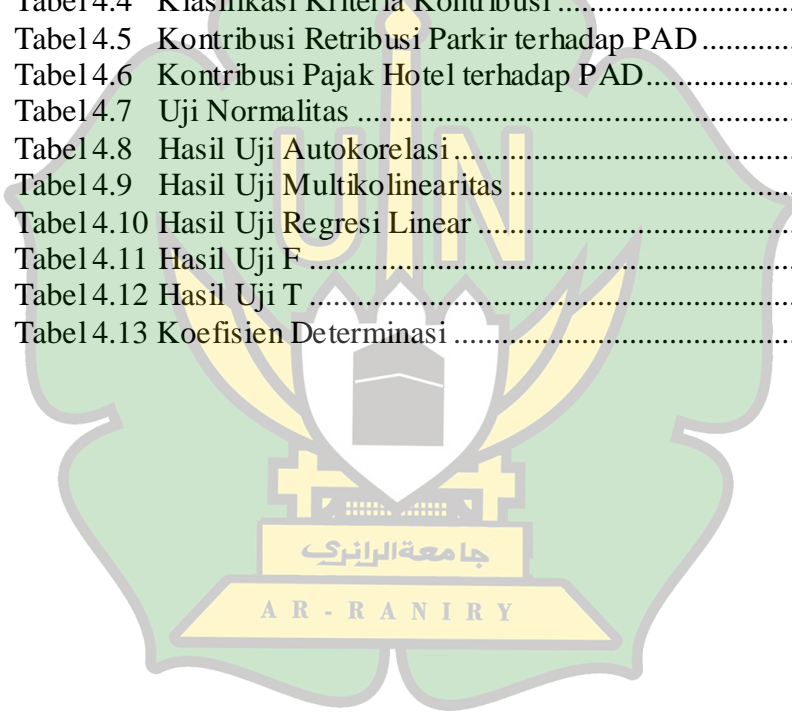 Tabel 4.4 Klasifikasi Kriteria Kontribusi ..............................
Tabel 4.5 Kontribusi Retribusi Parkir terhadap PAD ..............
Tabel 4.6 Kontribusi Pajak Hotel terhadap PAD.....................
Tabel 4.7 Uji Normalitas ........................................................
Tabel 4.8 Hasil Uji Autokorelasi ...........................................
Tabel 4.9 Hasil Uji Multikolinearitas ....................................
Tabel 4.10 Hasil Uji Regresi Linear ........................................
Tabel 4.11 Hasil Uji F ..............................................................
Tabel 4.12 Hasil Uji T ..............................................................
Tabel 4.13 Koefisien Determinasi ...........................................
UIN
جامعةالرانري
AR-RANIRY